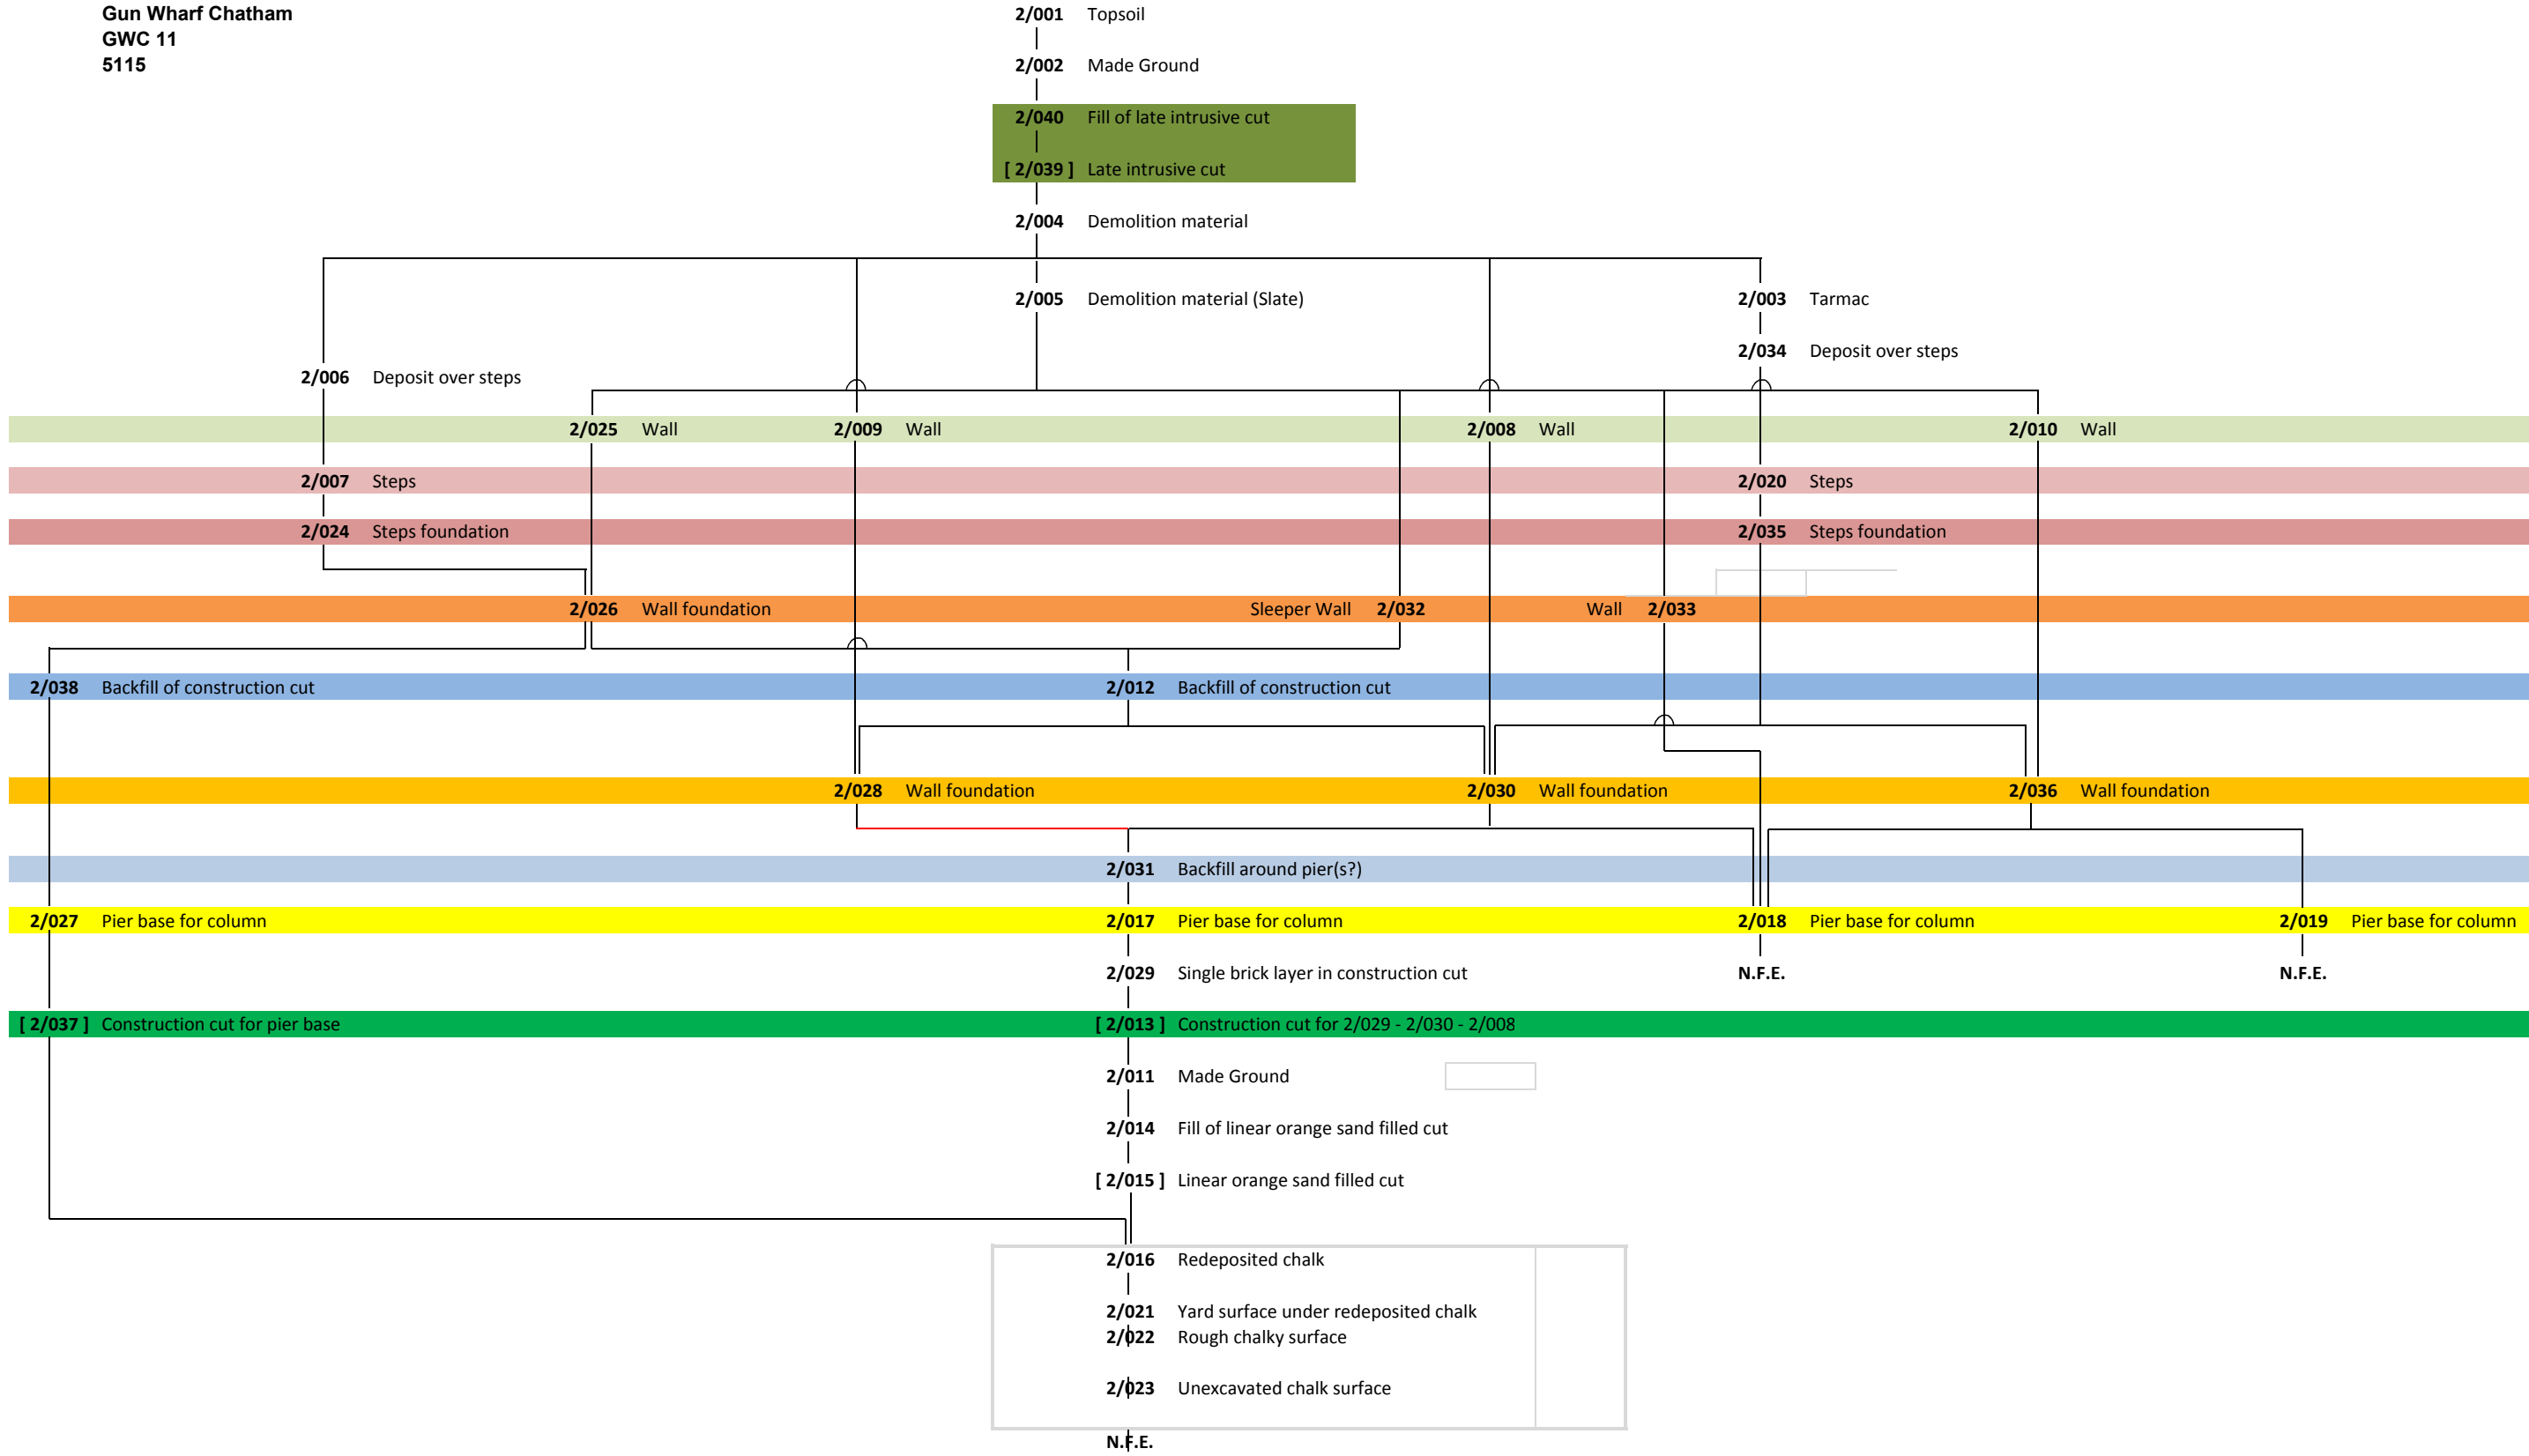 Gun Wharf Chatham
GWC 11
5115
2/001 Topsoil
2/002 Made Ground
2/040 Fill of late intrusive cut
[ 2/039 ] Late intrusive cut
2/004 Demolition material
2/005 Demolition material (Slate) 2/003 Tarmac
2/034 Deposit over steps
2/006 Deposit over steps
2/025 Wall 2/009 Wall 2/008 Wall 2/010 Wall
2/007 Steps 2/020 Steps
2/024 Steps foundation 2/035 Steps foundation
2/026 Wall foundation Sleeper Wall 2/032 Wall 2/033
2/038 Backfill of construction cut 2/012 Backfill of construction cut
2/028 Wall foundation 2/030 Wall foundation 2/036 Wall foundation
2/031 Backfill around pier(s?)
2/027 Pier base for column 2/017 Pier base for column 2/018 Pier base for column 2/019 Pier base for column
2/029 Single brick layer in construction cut N.F.E. N.F.E.
[ 2/037 ] Construction cut for pier base [ 2/013 ] Construction cut for 2/029 - 2/030 - 2/008
2/011 Made Ground
2/014 Fill of linear orange sand filled cut
[ 2/015 ] Linear orange sand filled cut
2/016 Redeposited chalk
2/021 Yard surface under redeposited chalk
2/022 Rough chalky surface
2/023 Unexcavated chalk surface
N.F.E.